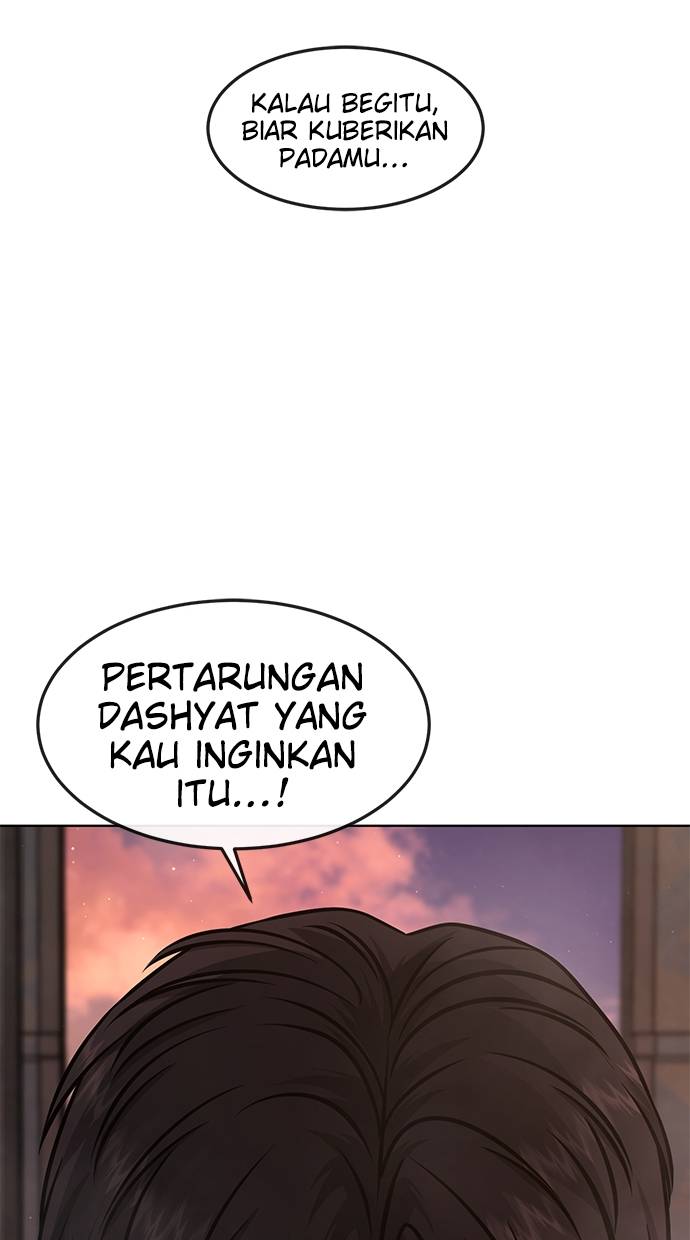 KALAU BEGITU,
BIAR KUBERIKAN
PADAMU...
PERTARUNGAN
DASHYAT YANG
KAU INGINKAN
ITU...!